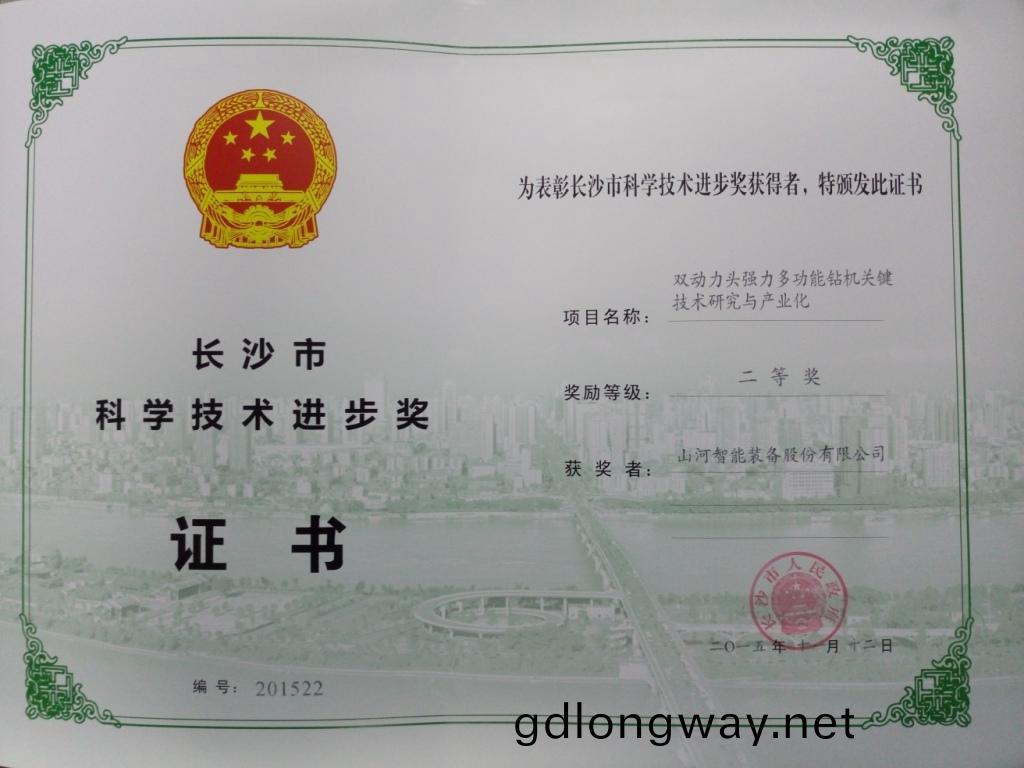 长沙市
科学技术进步奖
证书
编号：201522
为表彰长沙市科学技术进步奖获得者，特颁发此证书
项目名称：双动力头强力多功能钻机关键
技术研究与产业化
奖励等级：二等奖
获奖者：山河智能装备股份有限公司
长沙市人民政府
二〇一五年十一月十二日
gdlongway.net